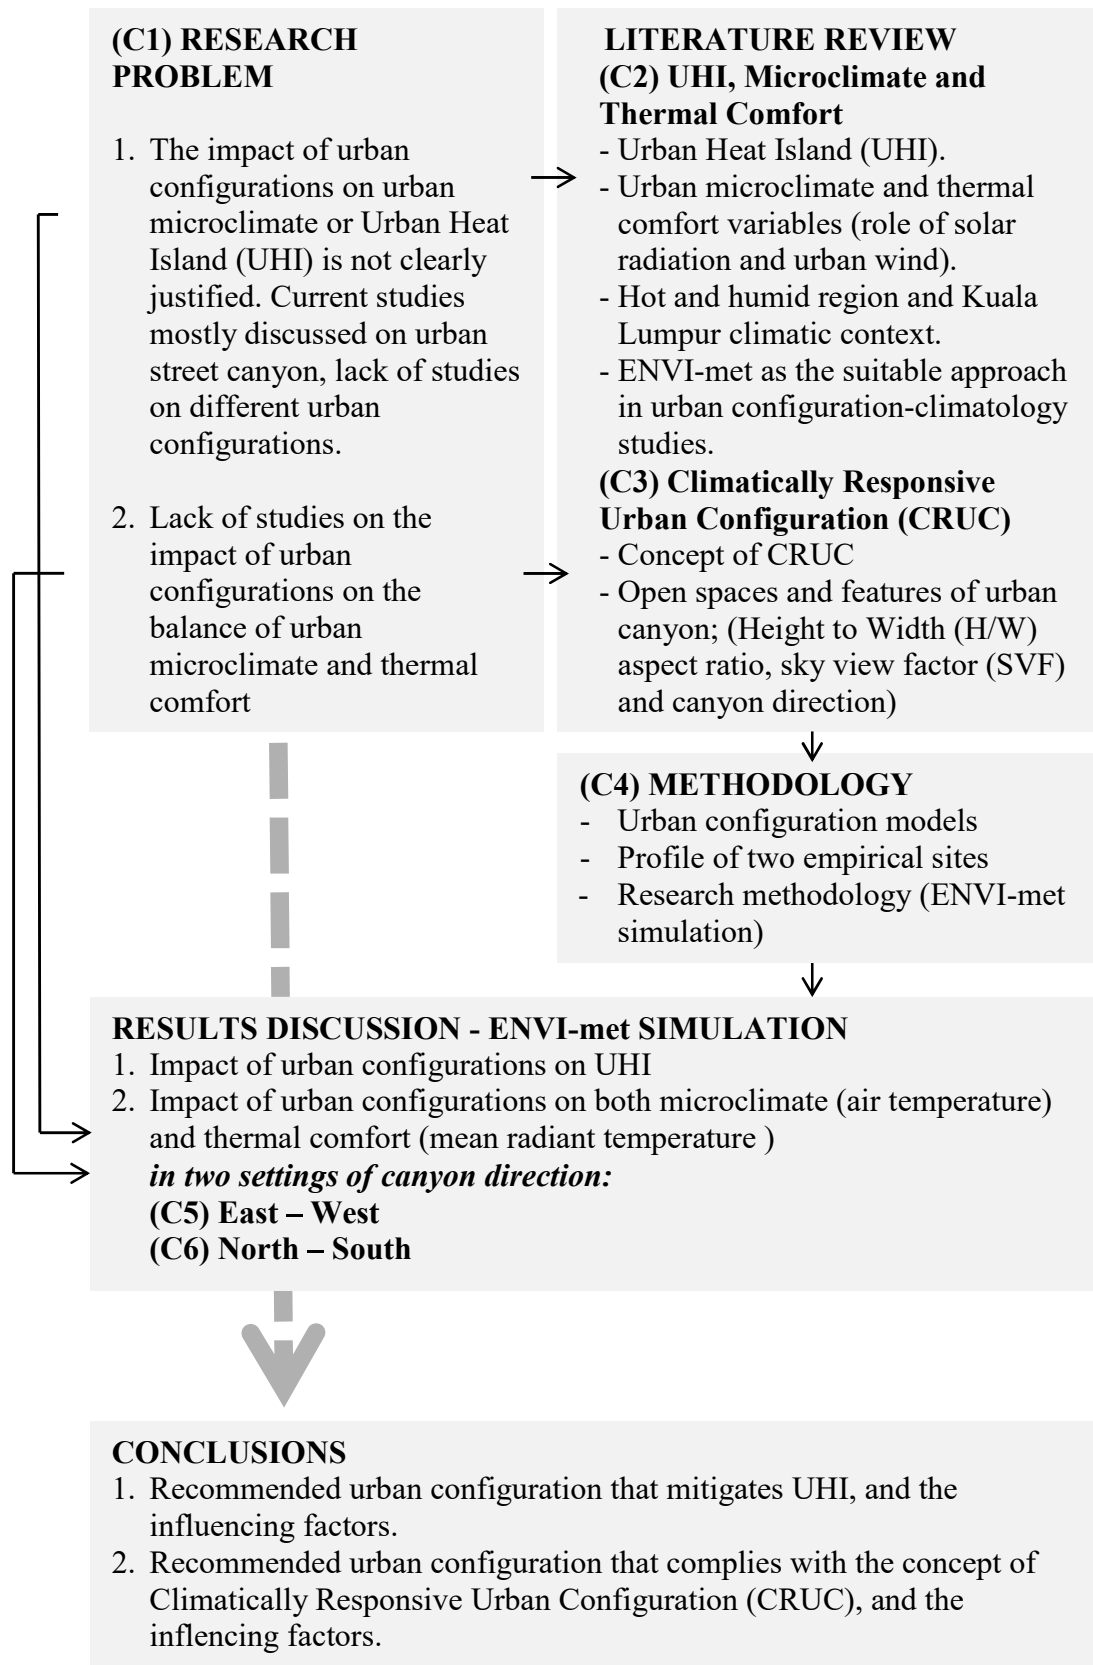 (C1) RESEARCH
PROBLEM
1. The impact of urban
configurations on urban
microclimate or Urban Heat
Island (UHI) is not clearly
justified. Current studies
mostly discussed on urban
street canyon, lack of studies
on different urban
configurations.
2. Lack of studies on the
impact of urban
configurations on the
balance of urban
microclimate and thermal
comfort
LITERATURE REVIEW
(C2) UHI, Microclimate and
Thermal Comfort
- Urban Heat Island (UHI).
- Urban microclimate and thermal
comfort variables (role of solar
radiation and urban wind).
- Hot and humid region and Kuala
Lumpur climatic context.
- ENVI-met as the suitable approach
in urban configuration-climatology
studies.
(C3) Climatically Responsive
Urban Configuration (CRUC)
- Concept of CRUC
- Open spaces and features of urban
canyon; (Height to Width (H/W)
aspect ratio, sky view factor (SVF)
and canyon direction)
(C4) METHODOLOGY
- Urban configuration models
- Profile of two empirical sites
- Research methodology (ENVI-met
simulation)
RESULTS DISCUSSION - ENVI-met SIMULATION
1. Impact of urban configurations on UHI
2. Impact of urban configurations on both microclimate (air temperature)
and thermal comfort (mean radiant temperature )
in two settings of canyon direction:
(C5) East – West
(C6) North – South
CONCLUSIONS
1. Recommended urban configuration that mitigates UHI, and the
influencing factors.
2. Recommended urban configuration that complies with the concept of
Climatically Responsive Urban Configuration (CRUC), and the
inflencing factors.